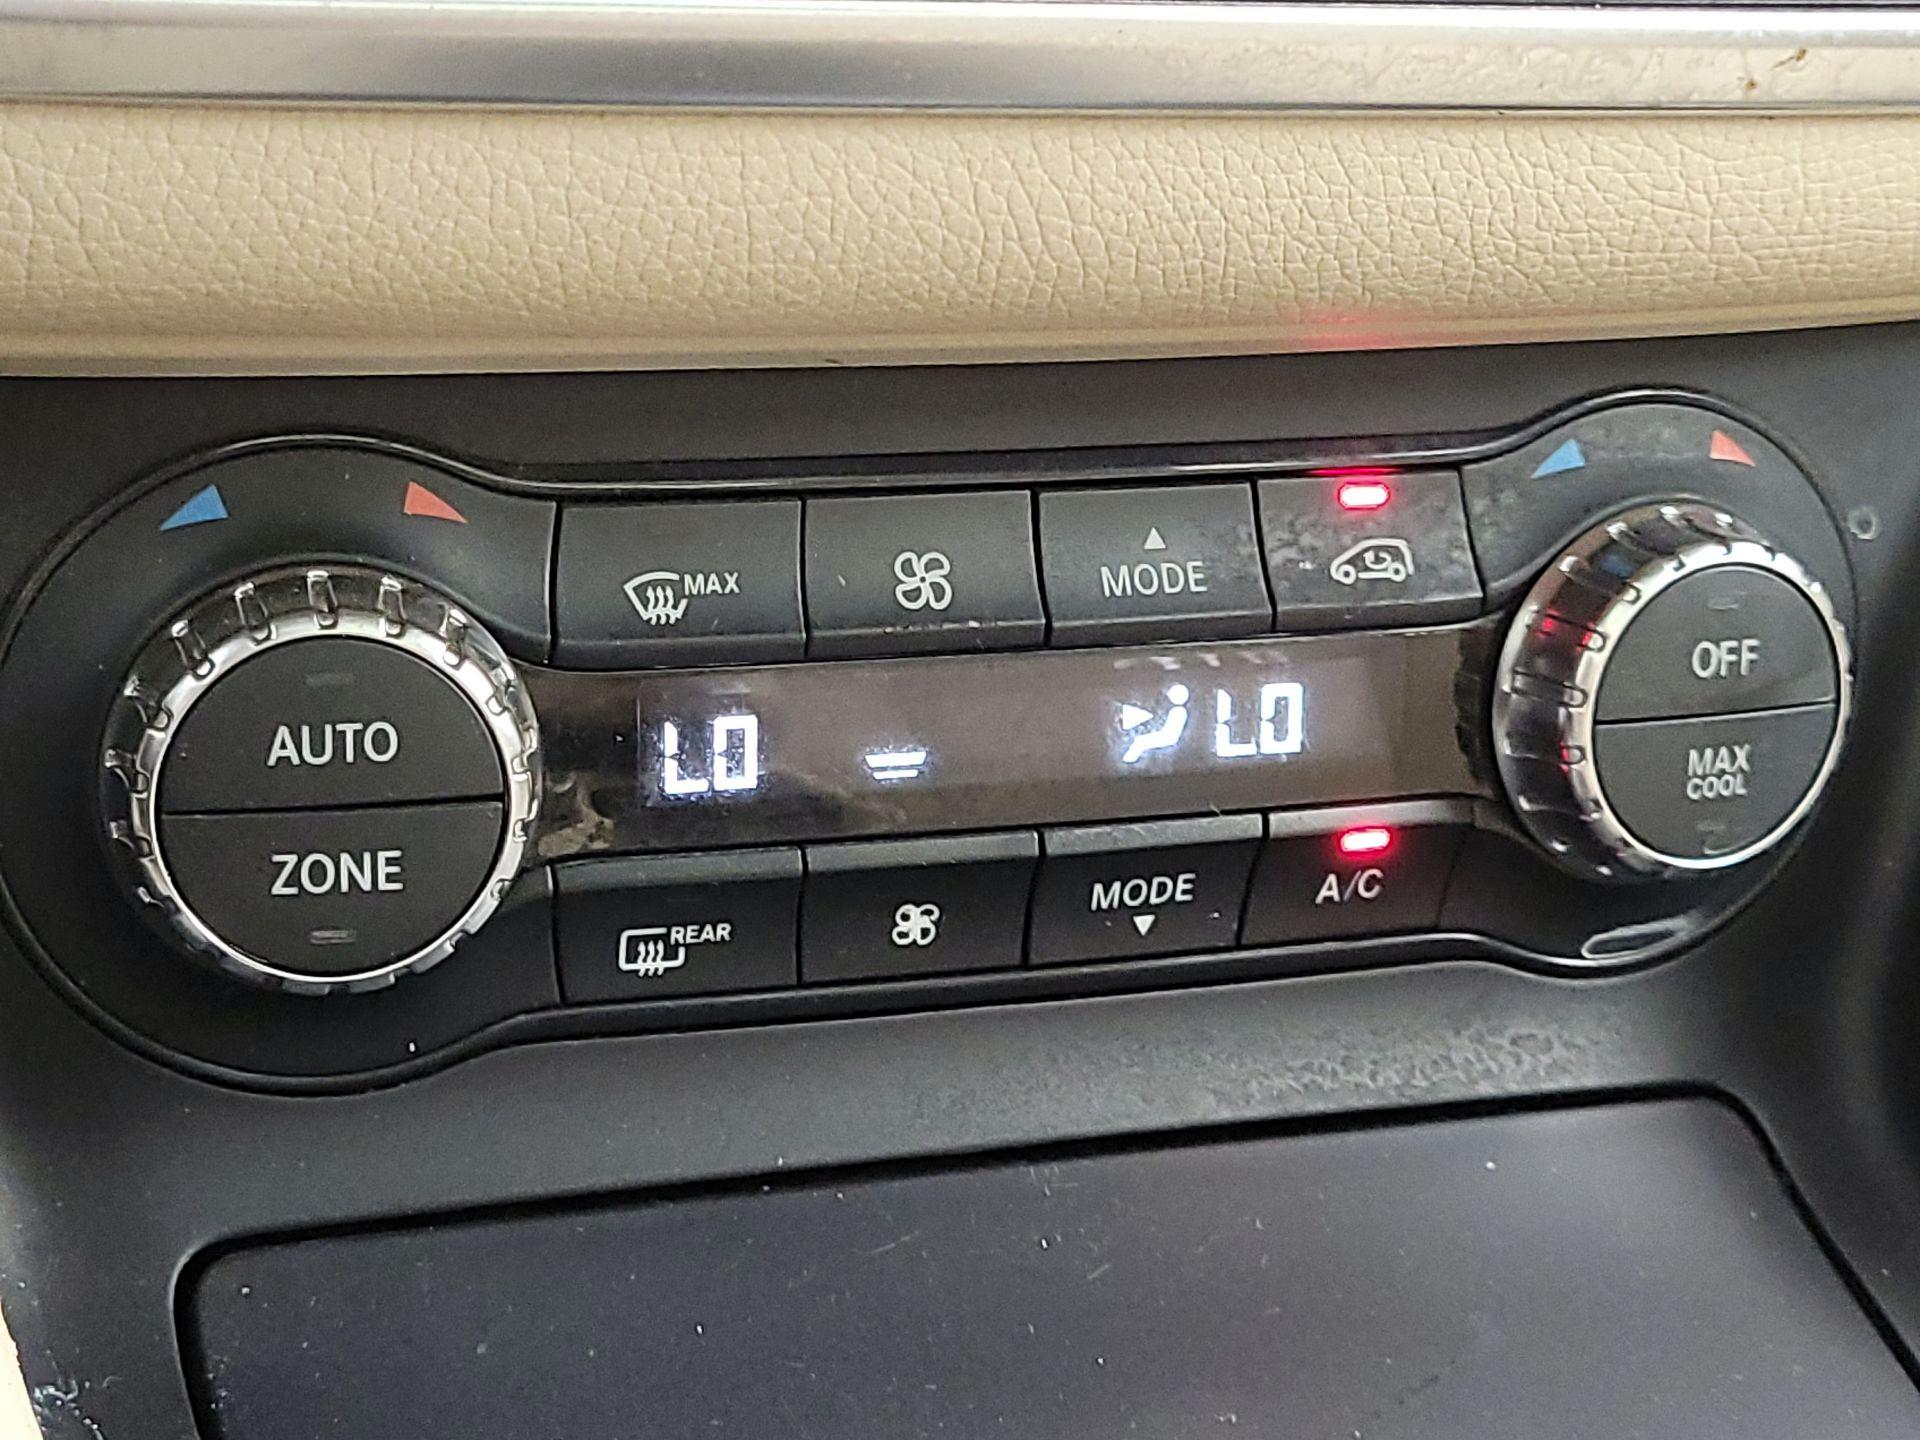 MAX
MODE
AUTO
ZONE
LO
LO
OFF
MAX
COOL
REAR
MODE
A/C